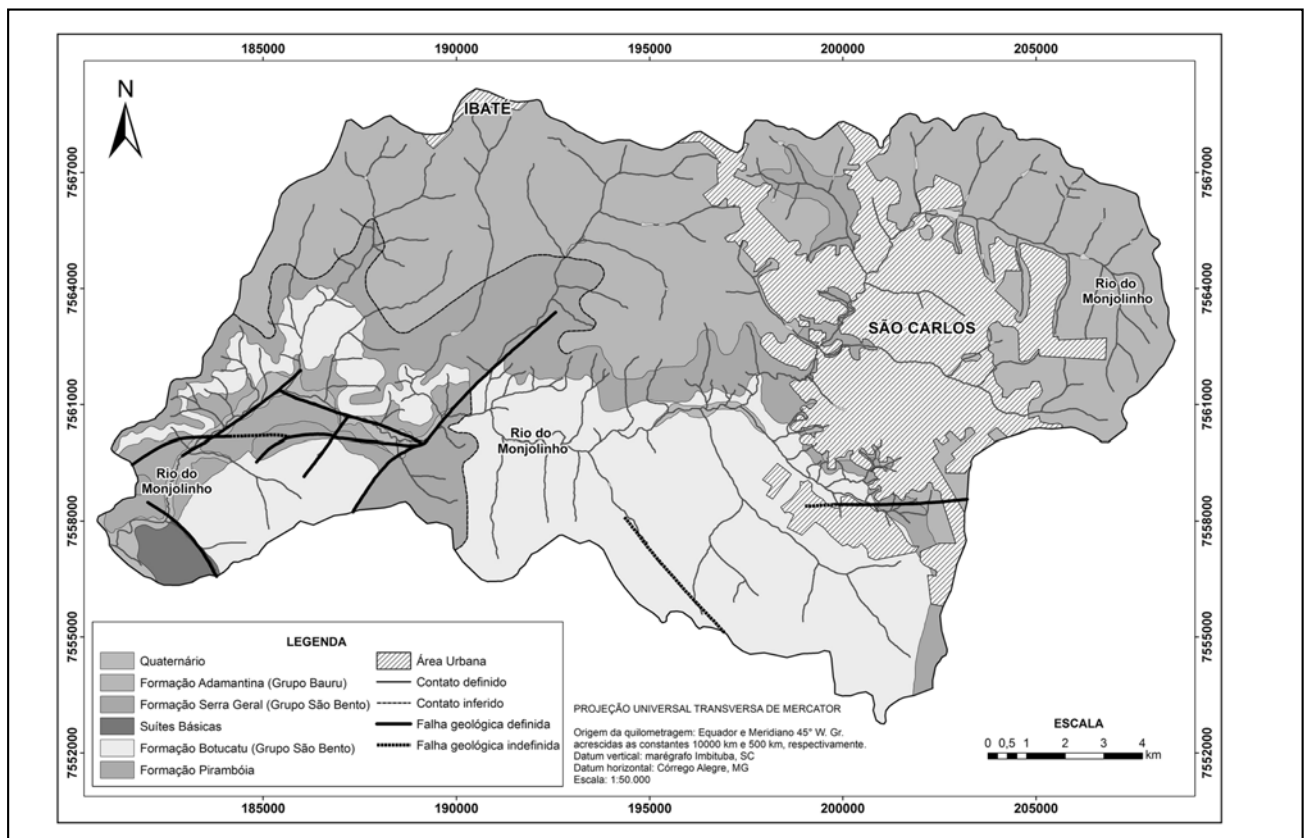 185000 190000 195000 200000 205000
N
IBATÉ
7567000 7567000
7564000 7564000
Rio do
Monjolinho
SÃO CARLOS
7561000 7561000
Rio do
Monjolinho
Rio do
Monjolinho
7558000 7558000
7555000 7555000
7552000 7552000
LEGENDA
Quaternário
Formação Adamantina (Grupo Bauru)
Formação Serra Geral (Grupo São Bento)
Suítes Básicas
Formação Botucatu (Grupo São Bento)
Formação Pirambóia
Área Urbana
Contato definido
Contato inferido
Falha geológica definida
Falha geológica indefinida
PROJEÇÃO UNIVERSAL TRANSVERSA DE MERCATOR
Origem da quilometragem: Equador e Meridiano 45° W. Gr.
acrescidas as constantes 10000 km e 500 km, respectivamente.
Datum vertical: marégrafo Imbituba, SC
Datum horizontal: Córrego Alegre, MG
Escala: 1:50.000
ESCALA
0 0,5 1 2 3 4
km
185000 190000 195000 200000 205000